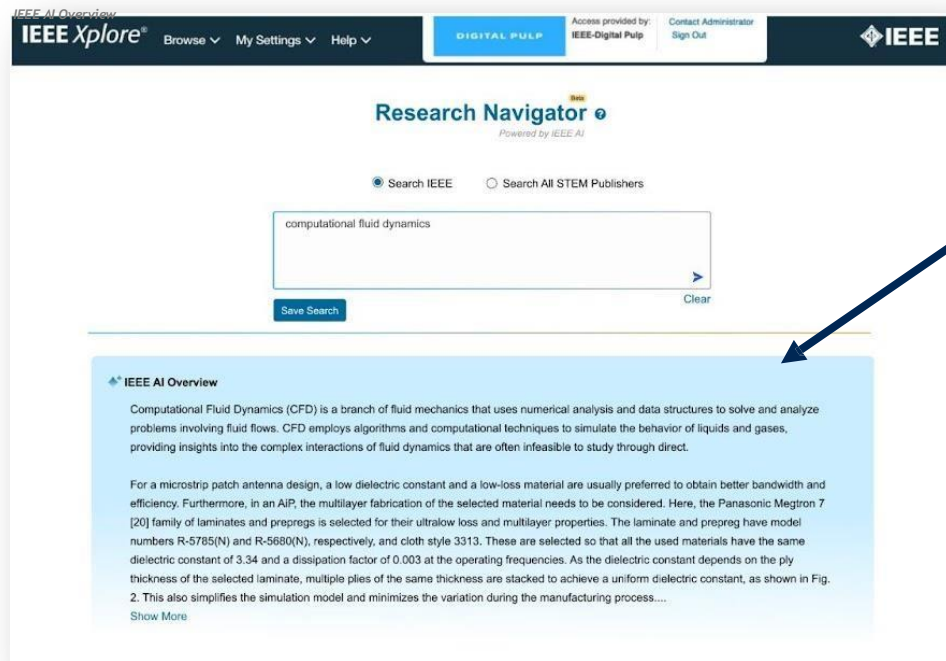 IEEE AI Overview
IEEE Xplore® Browse My Settings Help DIGITAL PULP Access provided by: IEEE-Digital Pulp Contact Administrator Sign Out IEEE
Beta
Research Navigator ?
Powered by IEEE AI
Search IEEE Search All STEM Publishers
computational fluid dynamics
Clear
Save Search
IEEE AI Overview
Computational Fluid Dynamics (CFD) is a branch of fluid mechanics that uses numerical analysis and data structures to solve and analyze
problems involving fluid flows. CFD employs algorithms and computational techniques to simulate the behavior of liquids and gases,
providing insights into the complex interactions of fluid dynamics that are often infeasible to study through direct.
For a microstrip patch antenna design, a low dielectric constant and a low-loss material are usually preferred to obtain better bandwidth and
efficiency. Furthermore, in an AiP, the multilayer fabrication of the selected material needs to be considered. Here, the Panasonic Megtron 7
[20] family of laminates and prepregs is selected for their ultralow loss and multilayer properties. The laminate and prepreg have model
numbers R-5785(N) and R-5680(N), respectively, and cloth style 3313. These are selected so that all the used materials have the same
dielectric constant of 3.34 and a dissipation factor of 0.003 at the operating frequencies. As the dielectric constant depends on the ply
thickness of the selected laminate, multiple plies of the same thickness are stacked to achieve a uniform dielectric constant, as shown in Fig.
2. This also simplifies the simulation model and minimizes the variation during the manufacturing process....
Show More